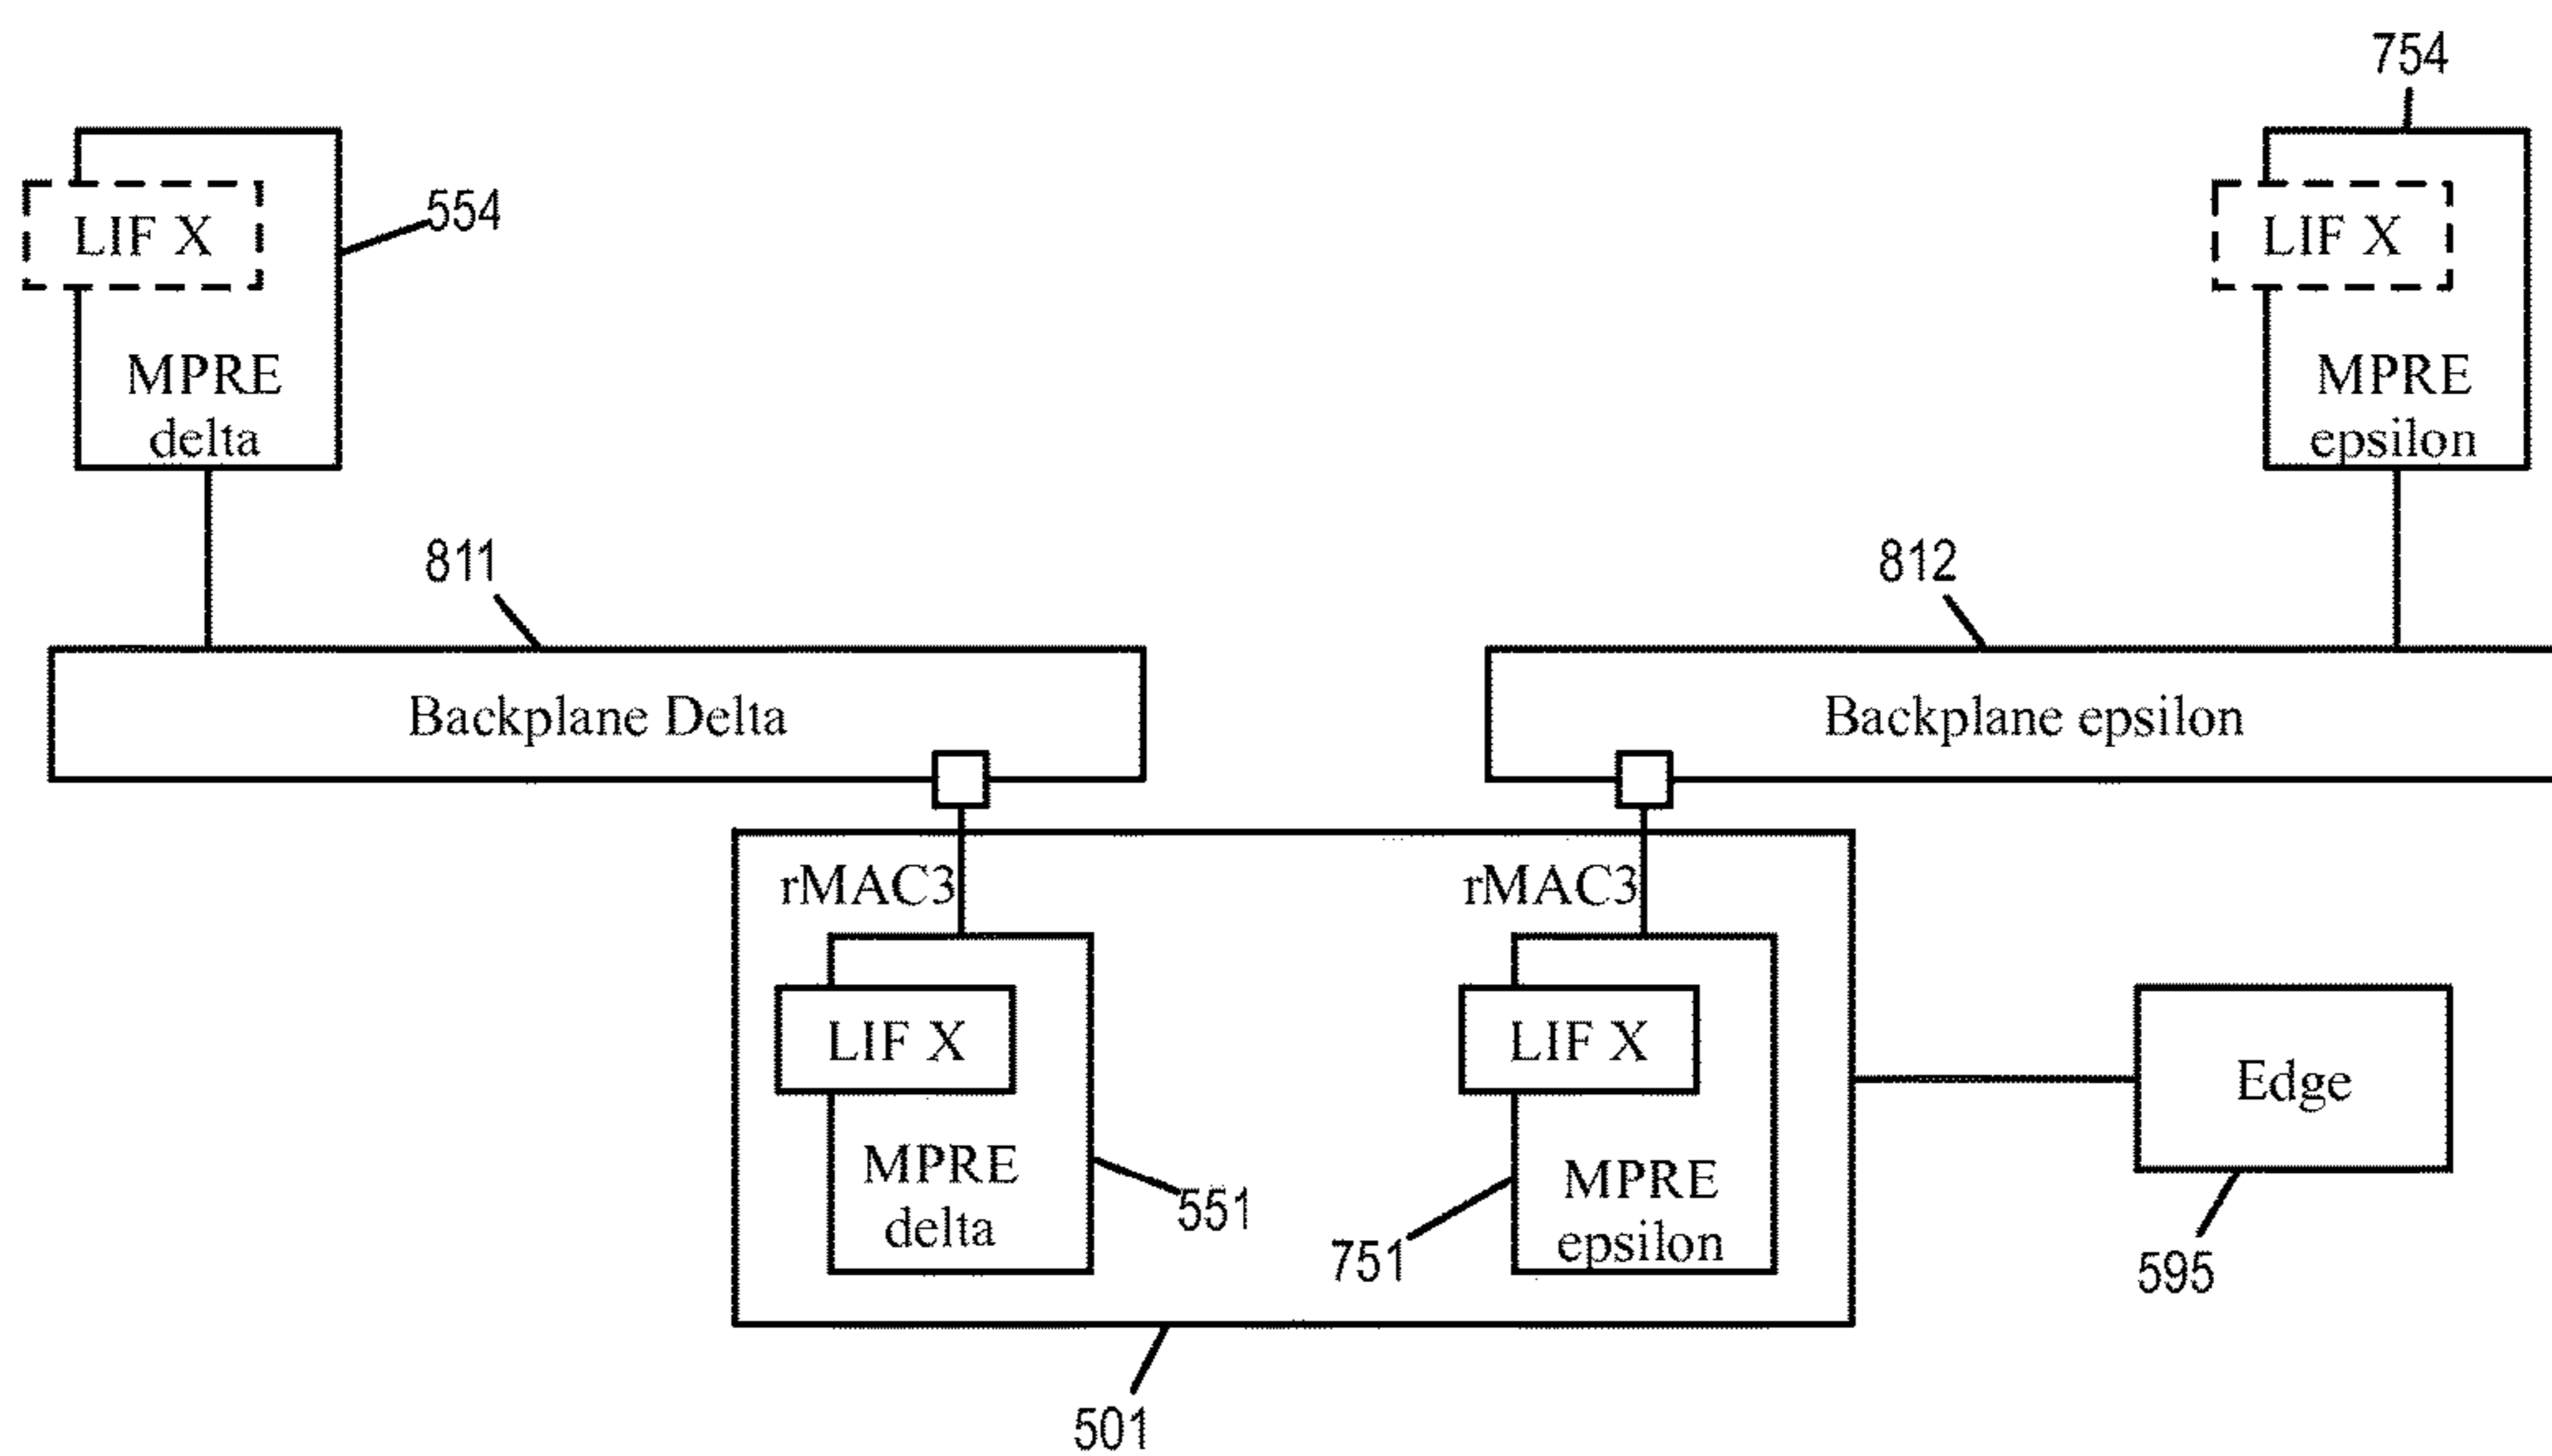 754
554
LIF X
LIF X
MPRE
delta
MPRE
epsilon
811
812
Backplane Delta
Backplane epsilon
rMAC3
rMAC3
LIF X
LIF X
Edge
MPRE
delta
MPRE
epsilon
551
751
595
501